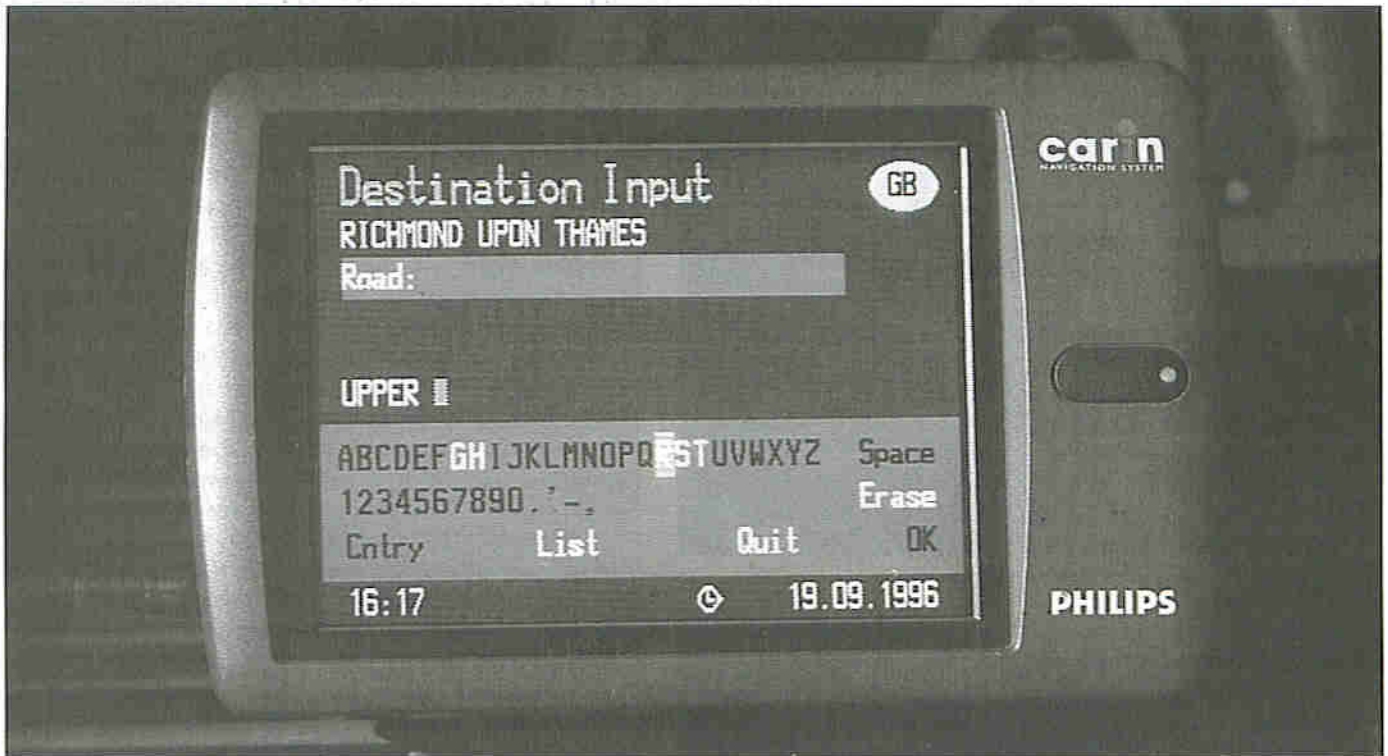 Destination Input GB
RICHMOND UPON THAMES
Road:
UPPER
ABCDEFGHIJKLMNOPQRSTUVWXYZ Space
1234567890.'-, Erase
Cntry List Quit OK
16:17 19.09.1996
carin
NAVIGATION SYSTEM
PHILIPS